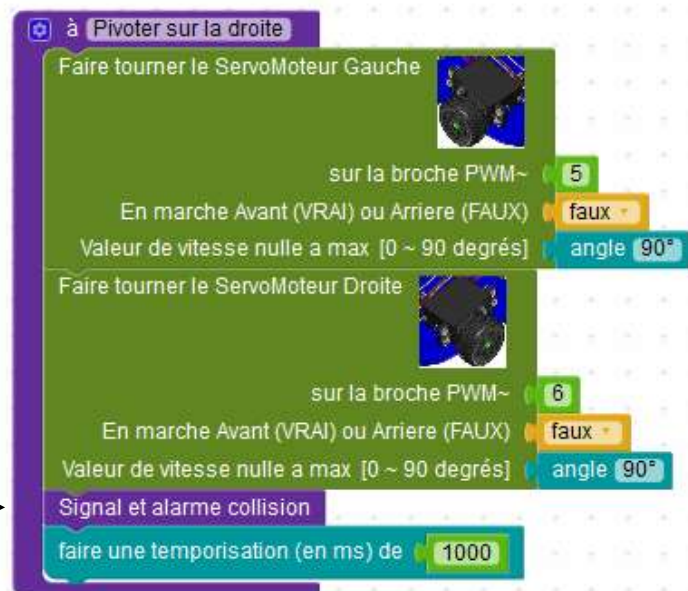 à Pivoter sur la droite
Faire tourner le ServoMoteur Gauche
sur la broche PWM~ 5
En marche Avant (VRAI) ou Arriere (FAUX) faux
Valeur de vitesse nulle a max [0 ~ 90 degrés] angle 90°
Faire tourner le ServoMoteur Droite
sur la broche PWM~ 6
En marche Avant (VRAI) ou Arriere (FAUX) faux
Valeur de vitesse nulle a max [0 ~ 90 degrés] angle 90°
Signal et alarme collision
faire une temporisation (en ms) de 1000